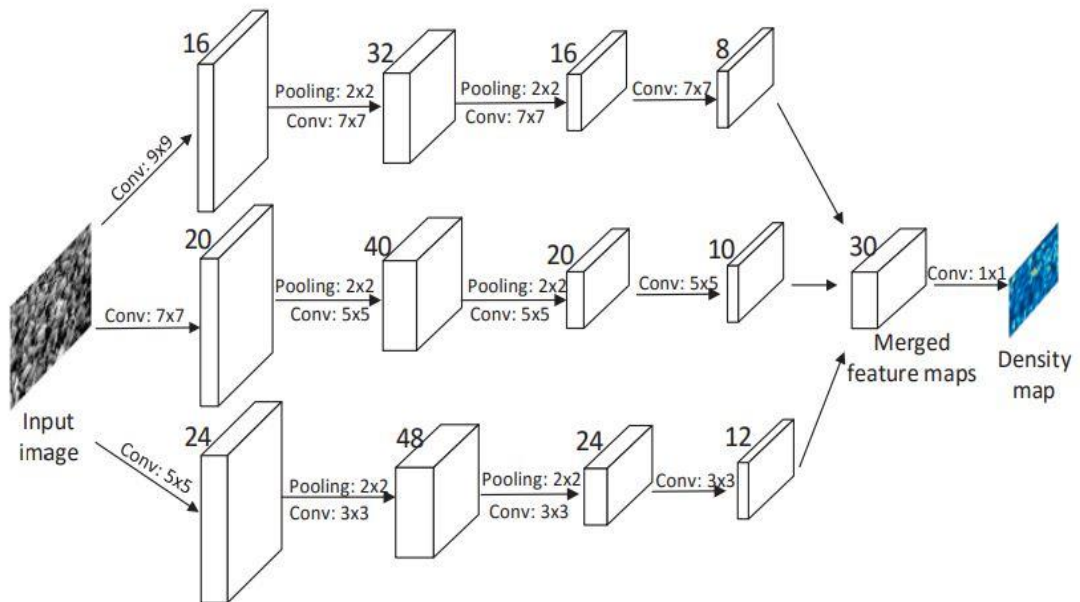 16
32
16
8
Conv: 9x9
Pooling: 2x2
Conv: 7x7
Pooling: 2x2
Conv: 7x7
Conv: 7x7
20
40
20
10
30
Conv: 7x7
Pooling: 2x2
Conv: 5x5
Pooling: 2x2
Conv: 5x5
Conv: 5x5
Conv: 1x1
Input
image
Merged
feature maps
Density
map
24
48
24
12
Conv: 5x5
Pooling: 2x2
Conv: 3x3
Pooling: 2x2
Conv: 3x3
Conv: 3x3